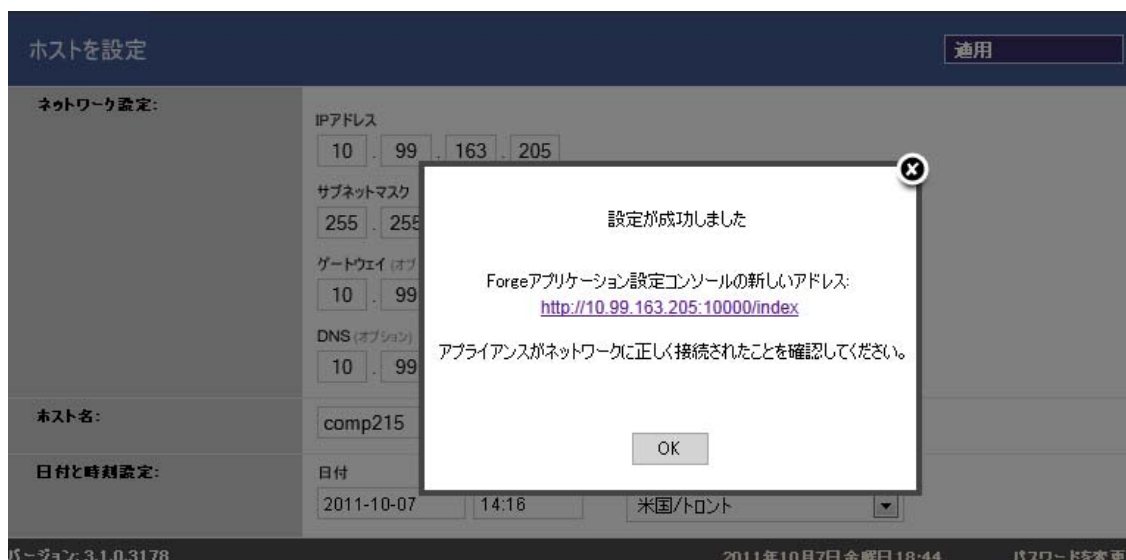 ホストを設定
適用
ネットワーク設定:
IPアドレス
10 . 99 . 163 . 205
サブネットマスク
255 . 255
ゲートウェイ (オプ
10 . 99
DNS (オプション)
10 . 99
設定が成功しました
Forgeアプリケーション設定コンソールの新しいアドレス:
http://10.99.163.205:10000/index
アプライアンスがネットワークに正しく接続されたことを確認してください。
OK
ホスト名:
comp215
日付と時刻設定:
日付
2011-10-07 14:16 米国/トロント
バージョン: 3.1.0.3178 2011年10月7日金曜日18:44 パスワードを変更